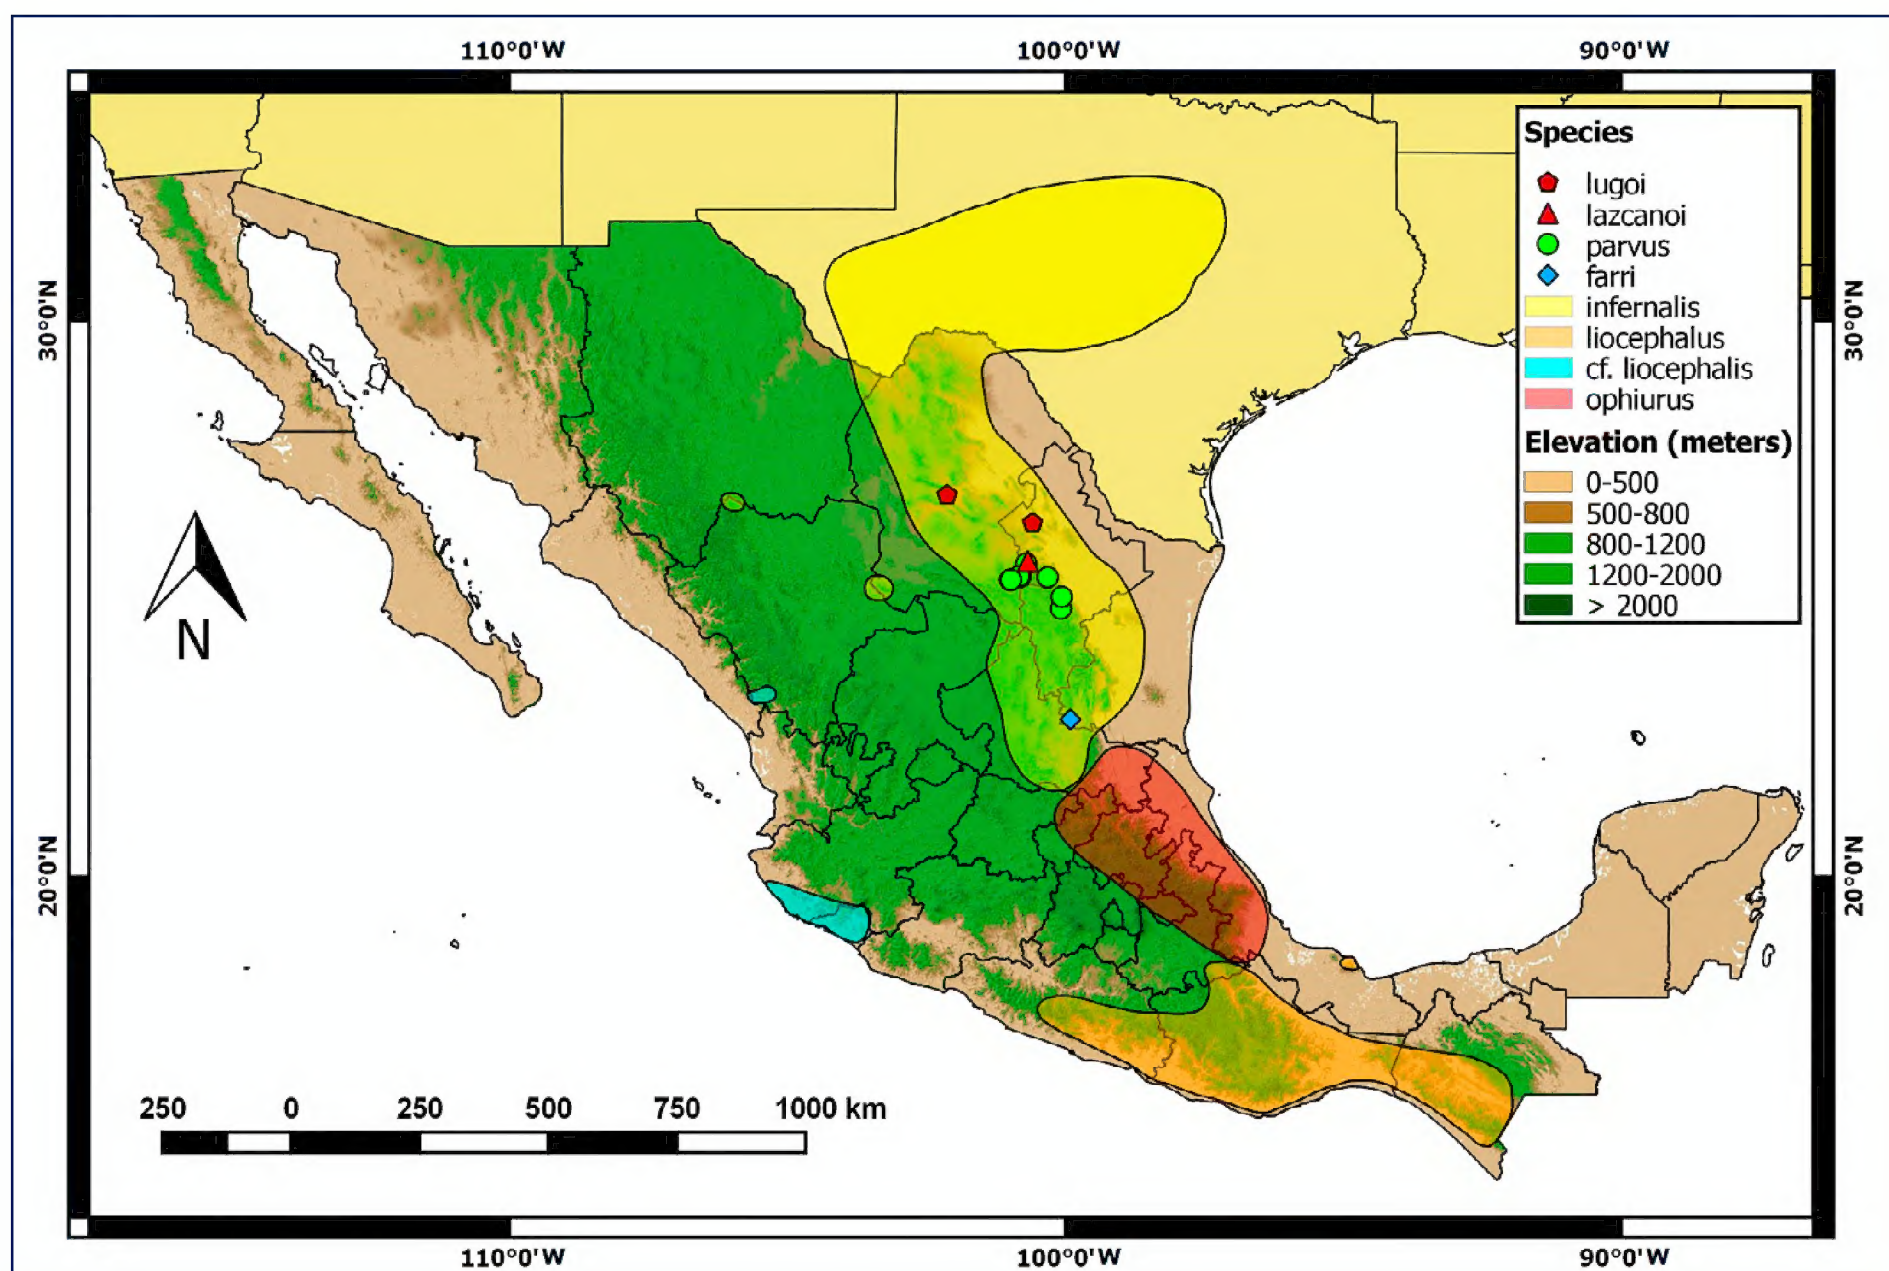 110°0'W 100°0'W 90°0'W
Species
lugoi
lazcanoi
parvus
farri
infernalis
liocephalus
cf. liocephalis
ophiurus
Elevation (meters)
0-500
500-800
800-1200
1200-2000
> 2000
30°0'N 30°0'N
N
20°0'N 20°0'N
250 0 250 500 750 1000 km
110°0'W 100°0'W 90°0'W